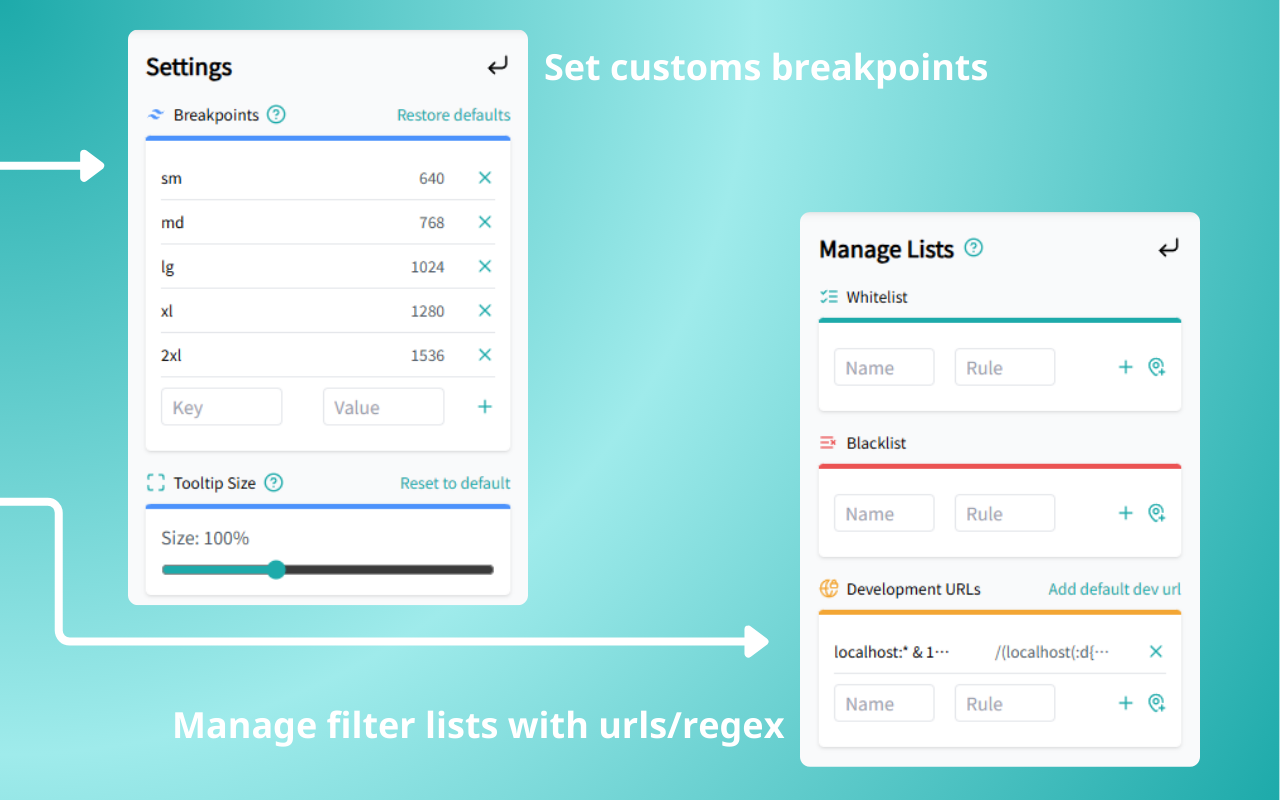 Settings
Set customs breakpoints
Breakpoints ? Restore defaults
sm 640
md 768
lg 1024
xl 1280
2xl 1536
Key Value
Tooltip Size ? Reset to default
Size: 100%
Manage Lists ?
Whitelist
Name Rule
Blacklist
Name Rule
Development URLs Add default dev url
localhost:* & 1··· /(localhost(:d{···
Name Rule
Manage filter lists with urls/regex